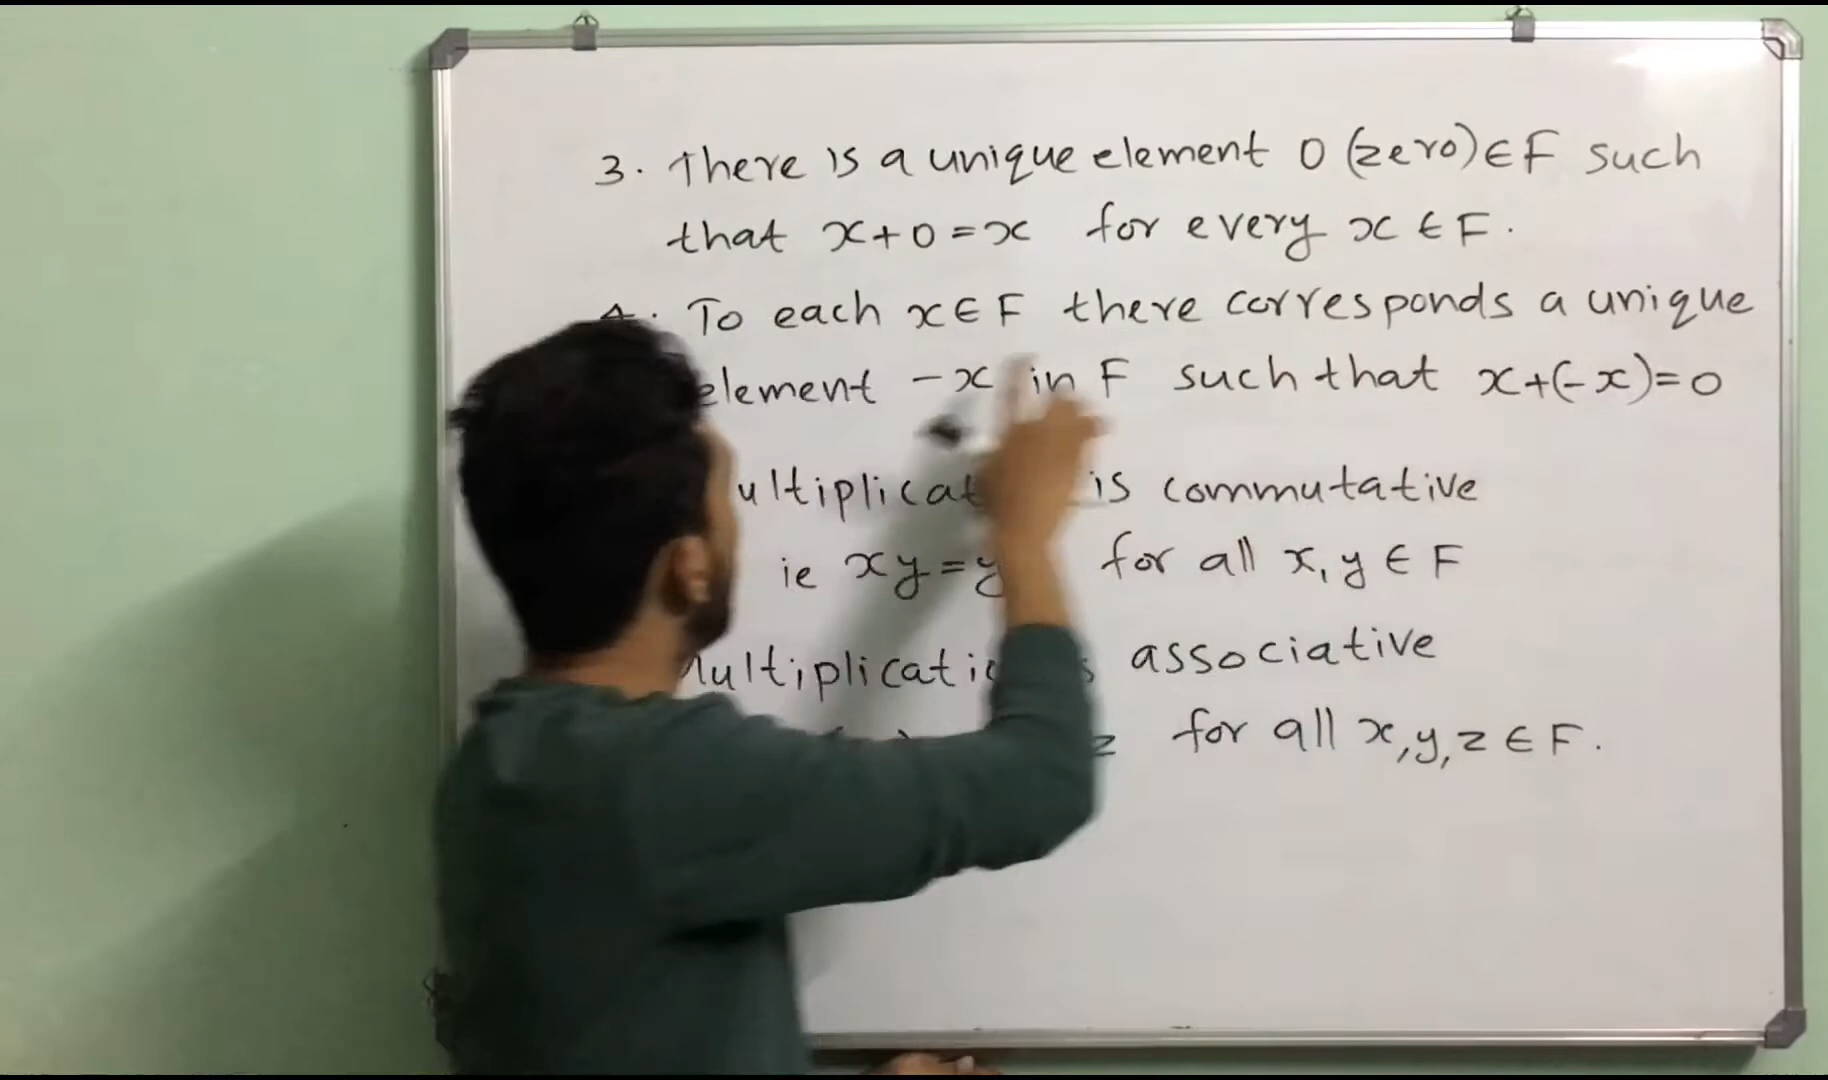 3. There is a unique element 0 (zero) ∈ F such
that x+0=x for every x ∈ F.
4. To each x ∈ F there corresponds a unique
element -x in F such that x+(-x)=0
is commutative
ie xy=y for all x, y ∈ F
associative
z for all x, y, z ∈ F.